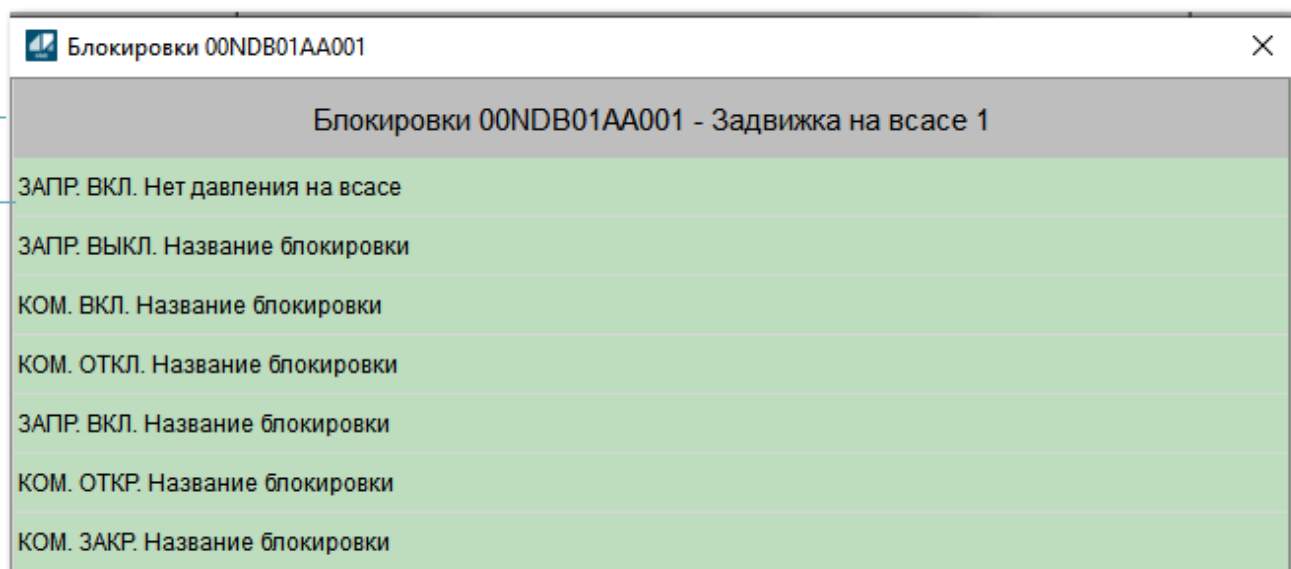 Блокировки 00NDB01AA001
Блокировки 00NDB01AA001 - Задвижка на всасе 1
ЗАПР. ВКЛ. Нет давления на всасе
ЗАПР. ВЫКЛ. Название блокировки
КОМ. ВКЛ. Название блокировки
КОМ. ОТКЛ. Название блокировки
ЗАПР. ВКЛ. Название блокировки
КОМ. ОТКР. Название блокировки
КОМ. ЗАКР. Название блокировки